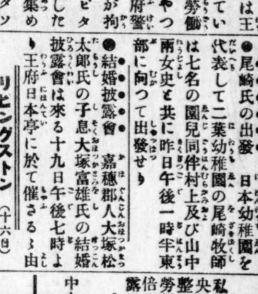 ●尾崎氏の出發 日本幼稚園を
代表して二葉幼稚園の尾崎牧師
は七名の園兒同伴村上及び山中
兩女史と共に昨日午後一時半東
部に向つて出發せり
●結婚披露會 嘉穗郡人大塚松
太郎氏の子息大塚富雄氏の結婚
披露會は來る十九日午後七時よ
り王府日本亭に於て催さるゝ由
リビングストン (十六日)